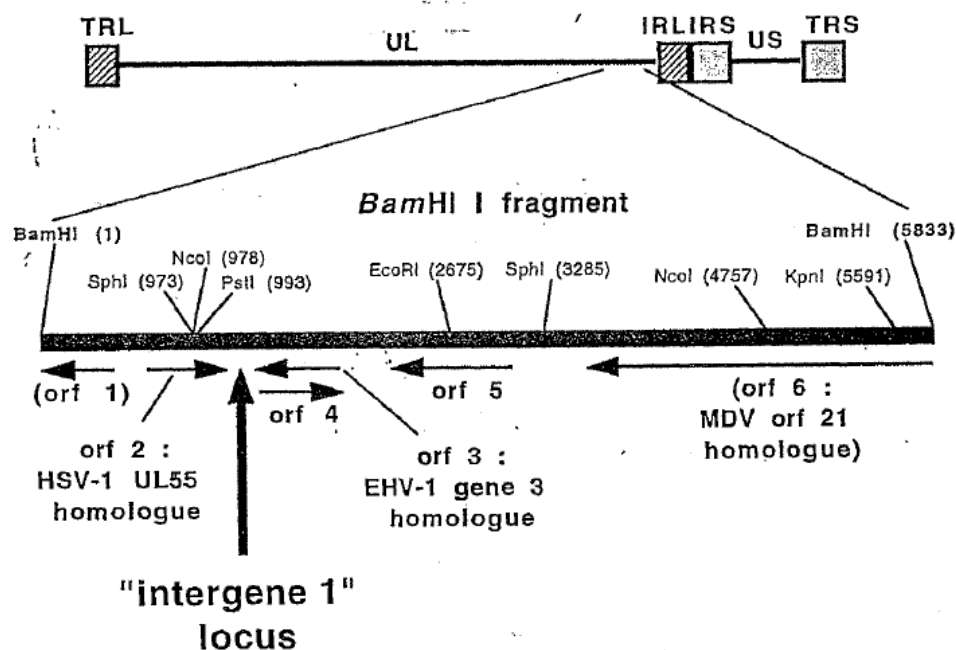 TRL UL IRL IRS US TRS
BamHI I fragment
BamHI (1)
BamHI (5833)
NcoI (978)
SphI (973)
PstI (993)
EcoRI (2675)
SphI (3285)
NcoI (4757)
KpnI (5591)
(orf 1)
orf 4
orf 5
(orf 6 :
MDV orf 21
homologue)
orf 2 :
HSV-1 UL55
homologue
orf 3 :
EHV-1 gene 3
homologue
"intergene 1"
locus